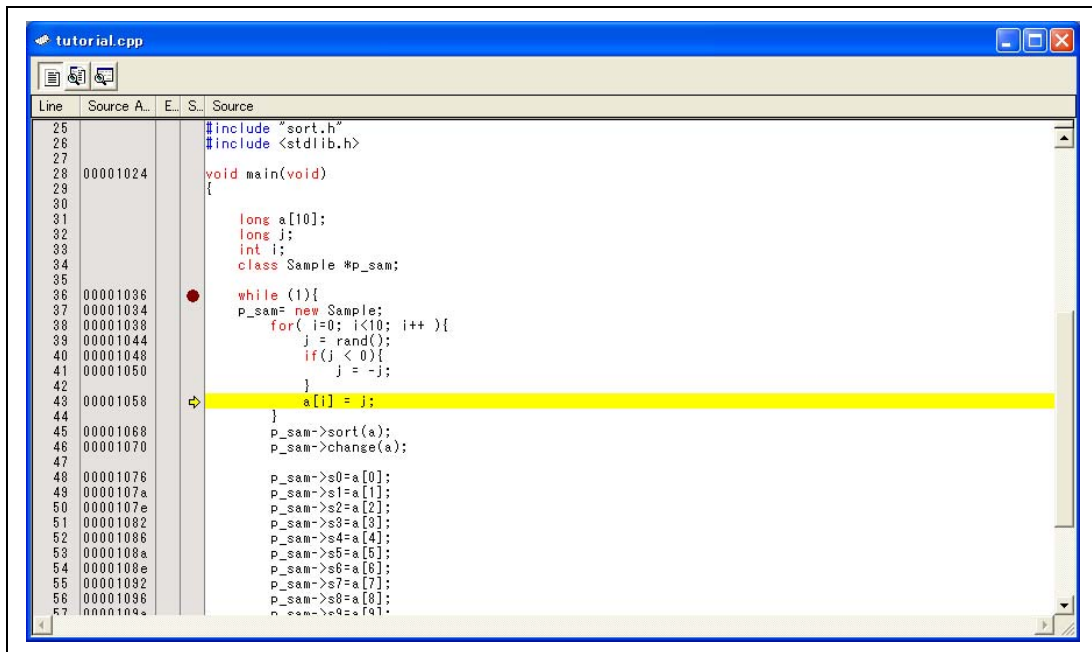 tutorial.cpp
Line Source A... E... S... Source
25 #include "sort.h"
26 #include <stdlib.h>
27
28 00001024 void main(void)
29 {
30
31 long a[10];
32 long j;
33 int i;
34 class Sample *p_sam;
35
36 00001036 while (1){
37 00001034 p_sam= new Sample;
38 00001038 for( i=0; i<10; i++ ){
39 00001044 j = rand();
40 00001048 if(j < 0){
41 00001050 j = -j;
42 }
43 00001058 a[i] = j;
44 }
45 00001068 p_sam->sort(a);
46 00001070 p_sam->change(a);
47
48 00001076 p_sam->s0=a[0];
49 0000107a p_sam->s1=a[1];
50 0000107e p_sam->s2=a[2];
51 00001082 p_sam->s3=a[3];
52 00001086 p_sam->s4=a[4];
53 0000108a p_sam->s5=a[5];
54 0000108e p_sam->s6=a[6];
55 00001092 p_sam->s7=a[7];
56 00001096 p_sam->s8=a[8];
57 0000109a p_sam->s9=a[9];